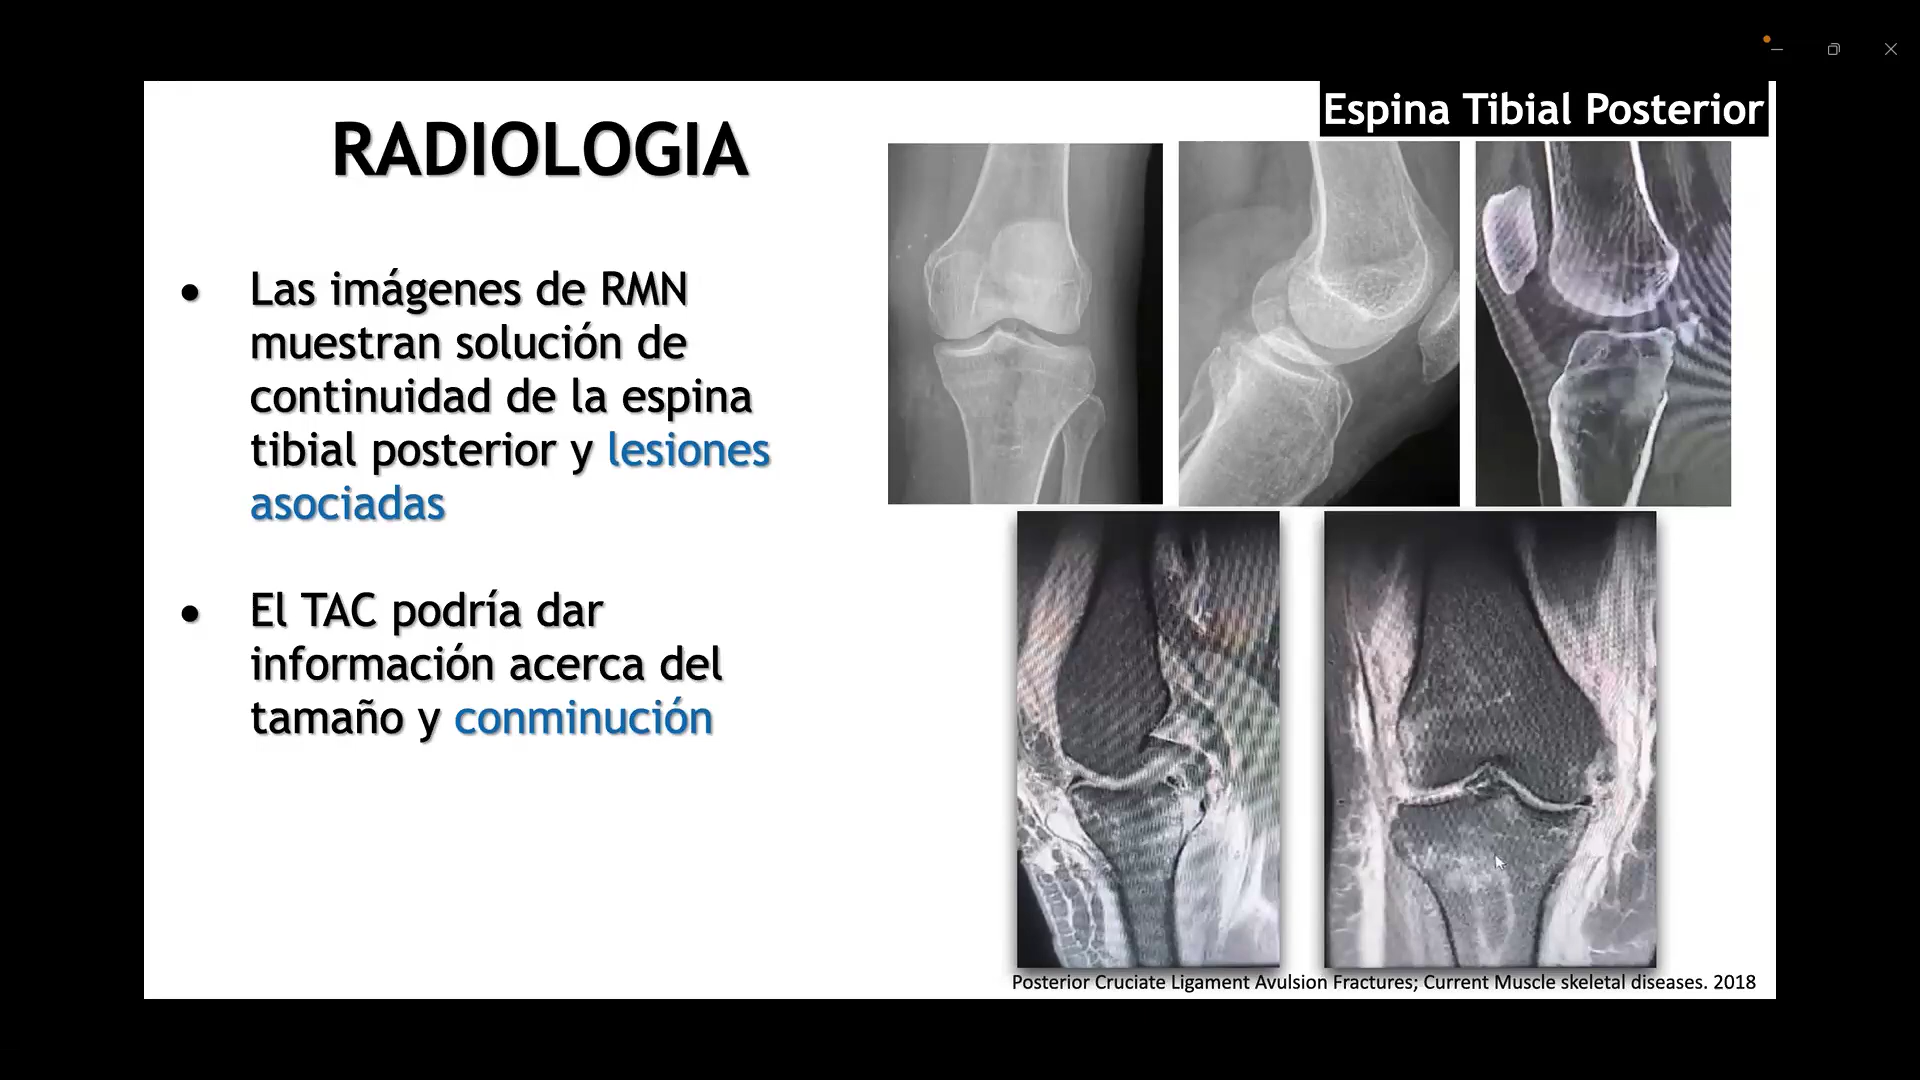 Espina Tibial Posterior
RADIOLOGIA
• Las imágenes de RMN
muestran solución de
continuidad de la espina
tibial posterior y lesiones
asociadas
• El TAC podría dar
información acerca del
tamaño y conminución
Posterior Cruciate Ligament Avulsion Fractures; Current Muscle skeletal diseases. 2018